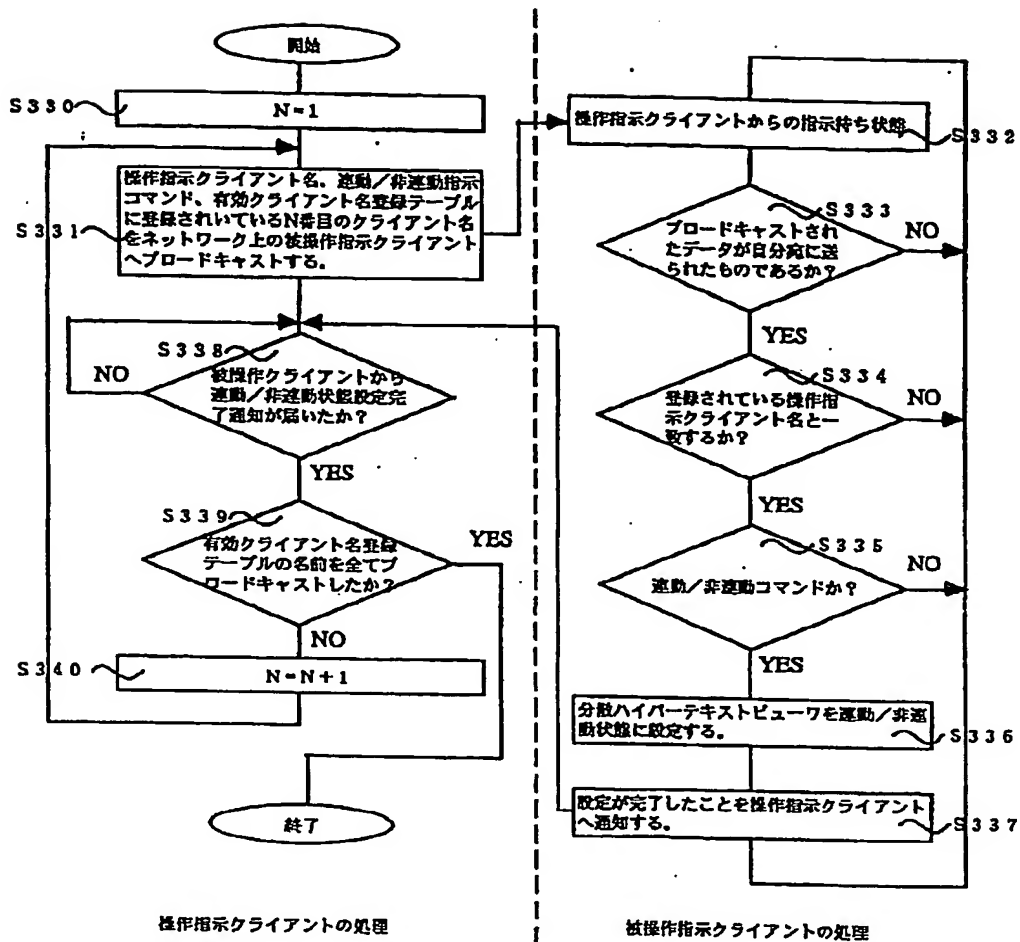 開始
S330
N=1
操作指示クライアント名、連動/非連動指示
コマンド、有効クライアント名登録テーブル
に登録されいているN番目のクライアント名
をネットワーク上の被操作指示クライアント
へブロードキャストする。
S331
S338
被操作クライアントから
連動/非連動状態設定完
了通知が届いたか?
NO
YES
S339
有効クライアント名登録
テーブルの名前を全てブ
ロードキャストしたか?
YES
NO
S340
N=N+1
終了
操作指示クライアントの処理
操作指示クライアントからの指示待ち状態
S332
S333
ブロードキャストされ
たデータが自分宛に送
られたものであるか?
NO
YES
S334
登録されている操作指
示クライアント名と一
致するか?
NO
YES
S335
連動/非連動コマンドか?
NO
YES
分散ハイパーテキストビューワを連動/非連
動状態に設定する。
S336
設定が完了したことを操作指示クライアント
へ通知する。
S337
被操作指示クライアントの処理